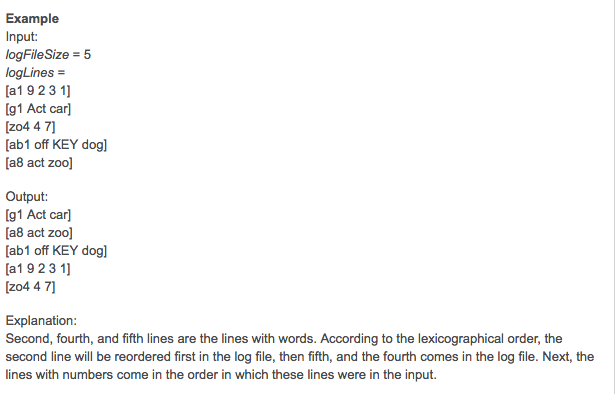 Example
Input:
logFileSize = 5
logLines =
[a1 9 2 3 1]
[g1 Act car]
[zo4 4 7]
[ab1 off KEY dog]
[a8 act zoo]
Output:
[g1 Act car]
[a8 act zoo]
[ab1 off KEY dog]
[a1 9 2 3 1]
[zo4 4 7]
Explanation:
Second, fourth, and fifth lines are the lines with words. According to the lexicographical order, the
second line will be reordered first in the log file, then fifth, and the fourth comes in the log file. Next, the
lines with numbers come in the order in which these lines were in the input.